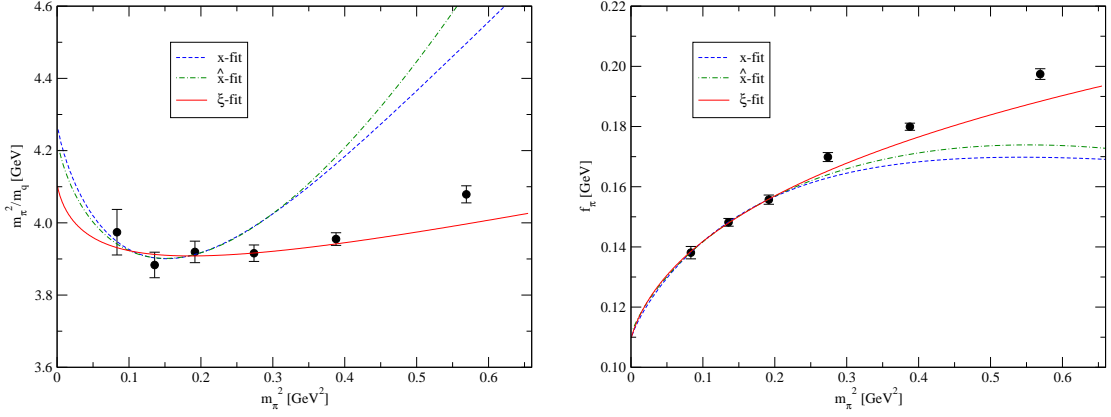 4.6
4.4
4.2
4.0
3.8
3.6
0
0.1
0.2
0.3
0.4
0.5
0.6
m_π^2/m_q [GeV]
m_π^2 [GeV^2]
x-fit
x̂-fit
ξ-fit
0.22
0.20
0.18
0.16
0.14
0.12
0.10
0
0.1
0.2
0.3
0.4
0.5
0.6
f_π [GeV]
m_π^2 [GeV^2]
x-fit
x̂-fit
ξ-fit